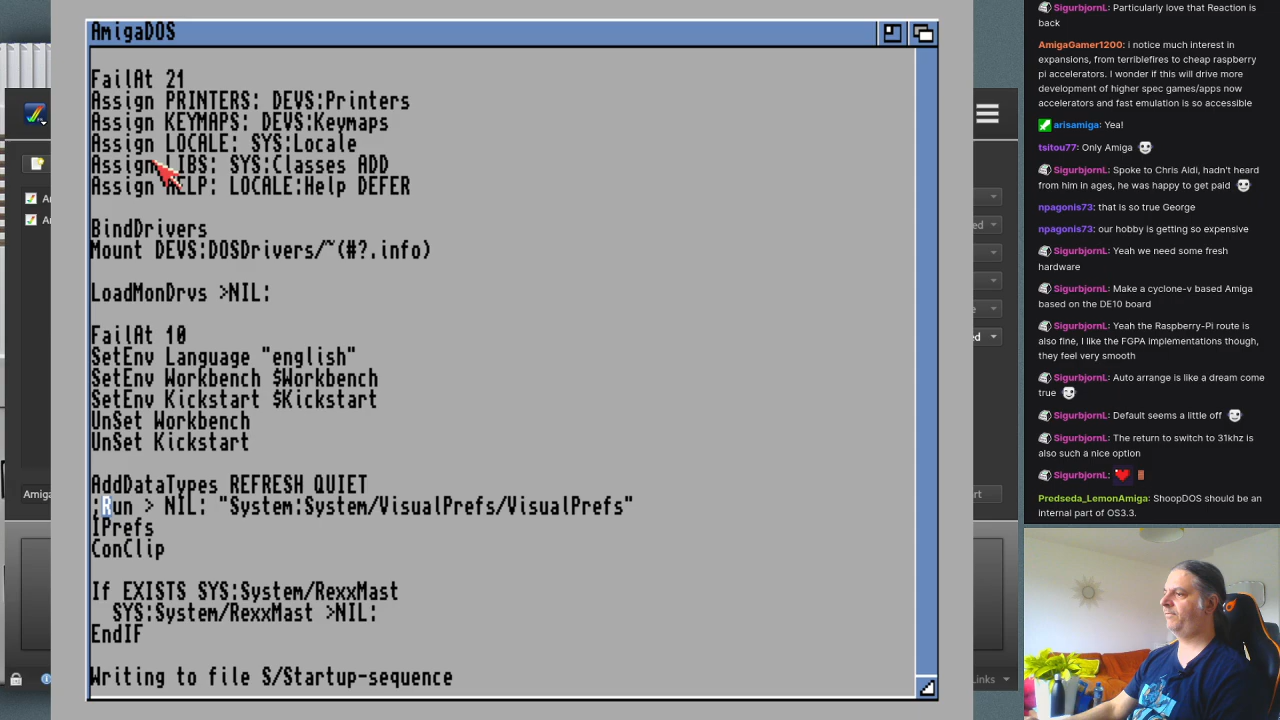 AmigaDOS
FailAt 21
Assign PRINTERS: DEVS:Printers
Assign KEYMAPS: DEVS:Keymaps
Assign LOCALE: SYS:Locale
Assign LIBS: SYS:Classes ADD
Assign HELP: LOCALE:Help DEFER
BindDrivers
Mount DEVS:DOSDrivers/~(#?.info)
LoadMonDrvs >NIL:
FailAt 10
SetEnv Language "english"
SetEnv Workbench $Workbench
SetEnv Kickstart $Kickstart
UnSet Workbench
UnSet Kickstart
AddDataTypes REFRESH QUIET
;Run > NIL: "System:System/VisualPrefs/VisualPrefs"
IPrefs
ConClip
If EXISTS SYS:System/RexxMast
SYS:System/RexxMast >NIL:
EndIF
Writing to file S/Startup-sequence
Amiga
Links
SigurbjornL: Particularly love that Reaction is
back
AmigaGamer1200: i notice much interest in
expansions, from terriblefires to cheap raspberry
pi accelerators. I wonder if this will drive more
development of higher spec games/apps now
accelerators and fast emulation is so accessible
arisamiga: Yea!
tsitou77: Only Amiga
SigurbjornL: Spoke to Chris Aldi, hadn't heard
from him in ages, he was happy to get paid
npagonis73: that is so true George
npagonis73: our hobby is getting so expensive
SigurbjornL: Yeah we need some fresh
hardware
SigurbjornL: Make a cyclone-v based Amiga
based on the DE10 board
SigurbjornL: Yeah the Raspberry-Pi route is
also fine, I like the FGPA implementations though,
they feel very smooth
SigurbjornL: Auto arrange is like a dream come
true
SigurbjornL: Default seems a little off
SigurbjornL: The return to switch to 31khz is
also such a nice option
SigurbjornL:
Predseda_LemonAmiga: ShoopDOS should be an
internal part of OS3.3.